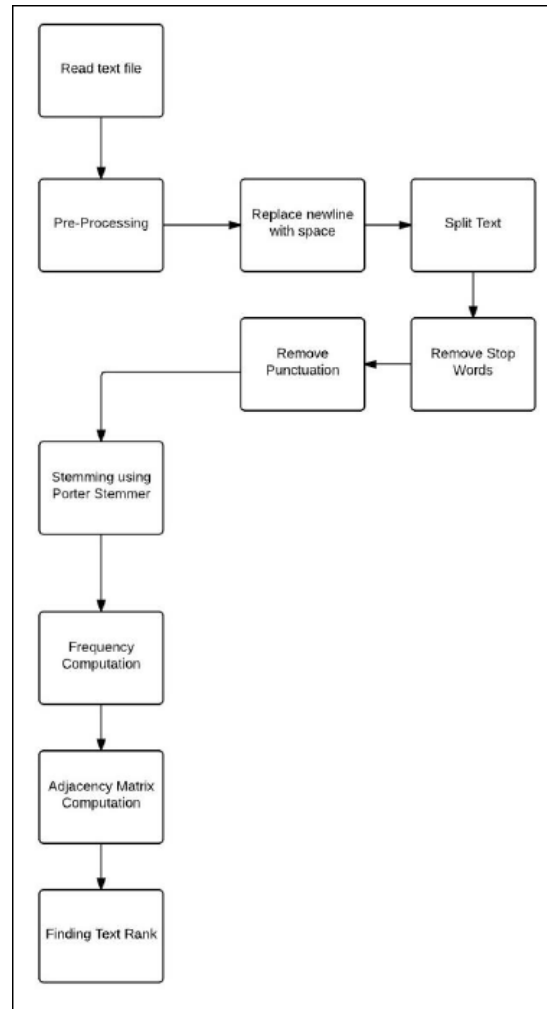 Read text file
Pre-Processing
Replace newline
with space
Split Text
Remove Stop
Words
Remove
Punctuation
Stemming using
Porter Stemmer
Frequency
Computation
Adjacency Matrix
Computation
Finding Text Rank